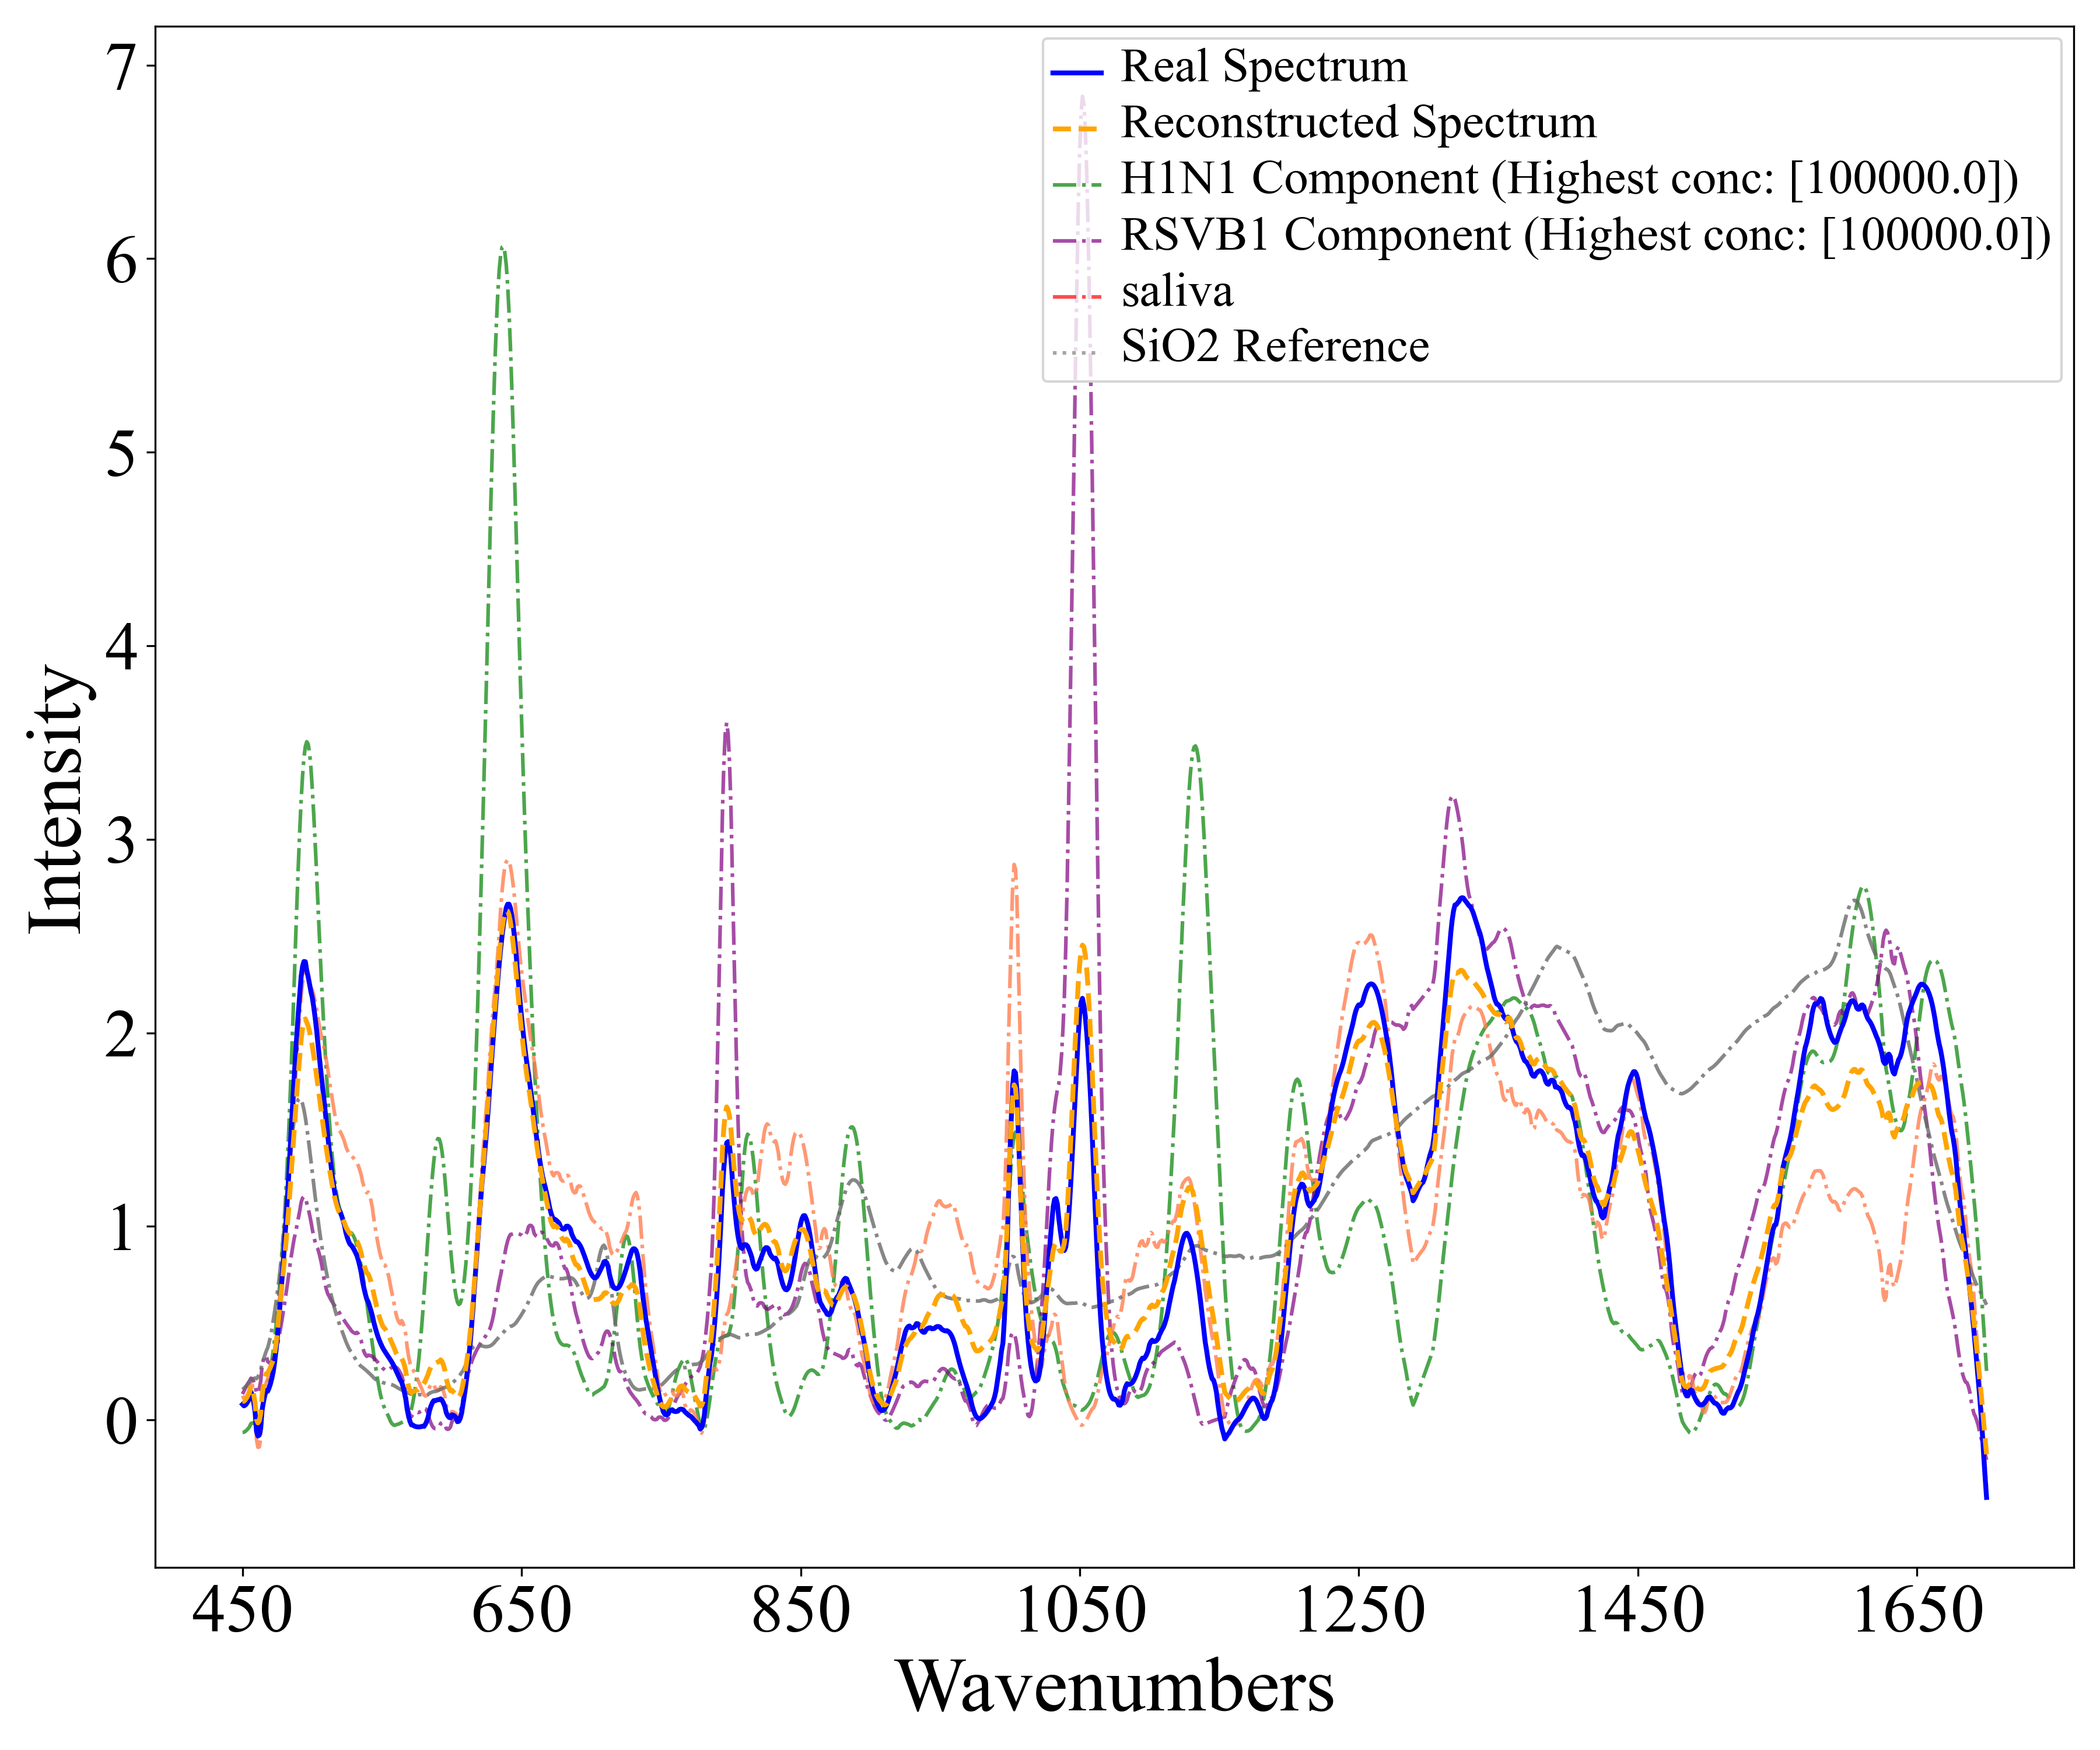 Real Spectrum
Reconstructed Spectrum
H1N1 Component (Highest conc: [100000.0])
RSVB1 Component (Highest conc: [100000.0])
saliva
SiO2 Reference
7
6
5
4
3
2
1
0
Intensity
450 650 850 1050 1250 1450 1650
Wavenumbers